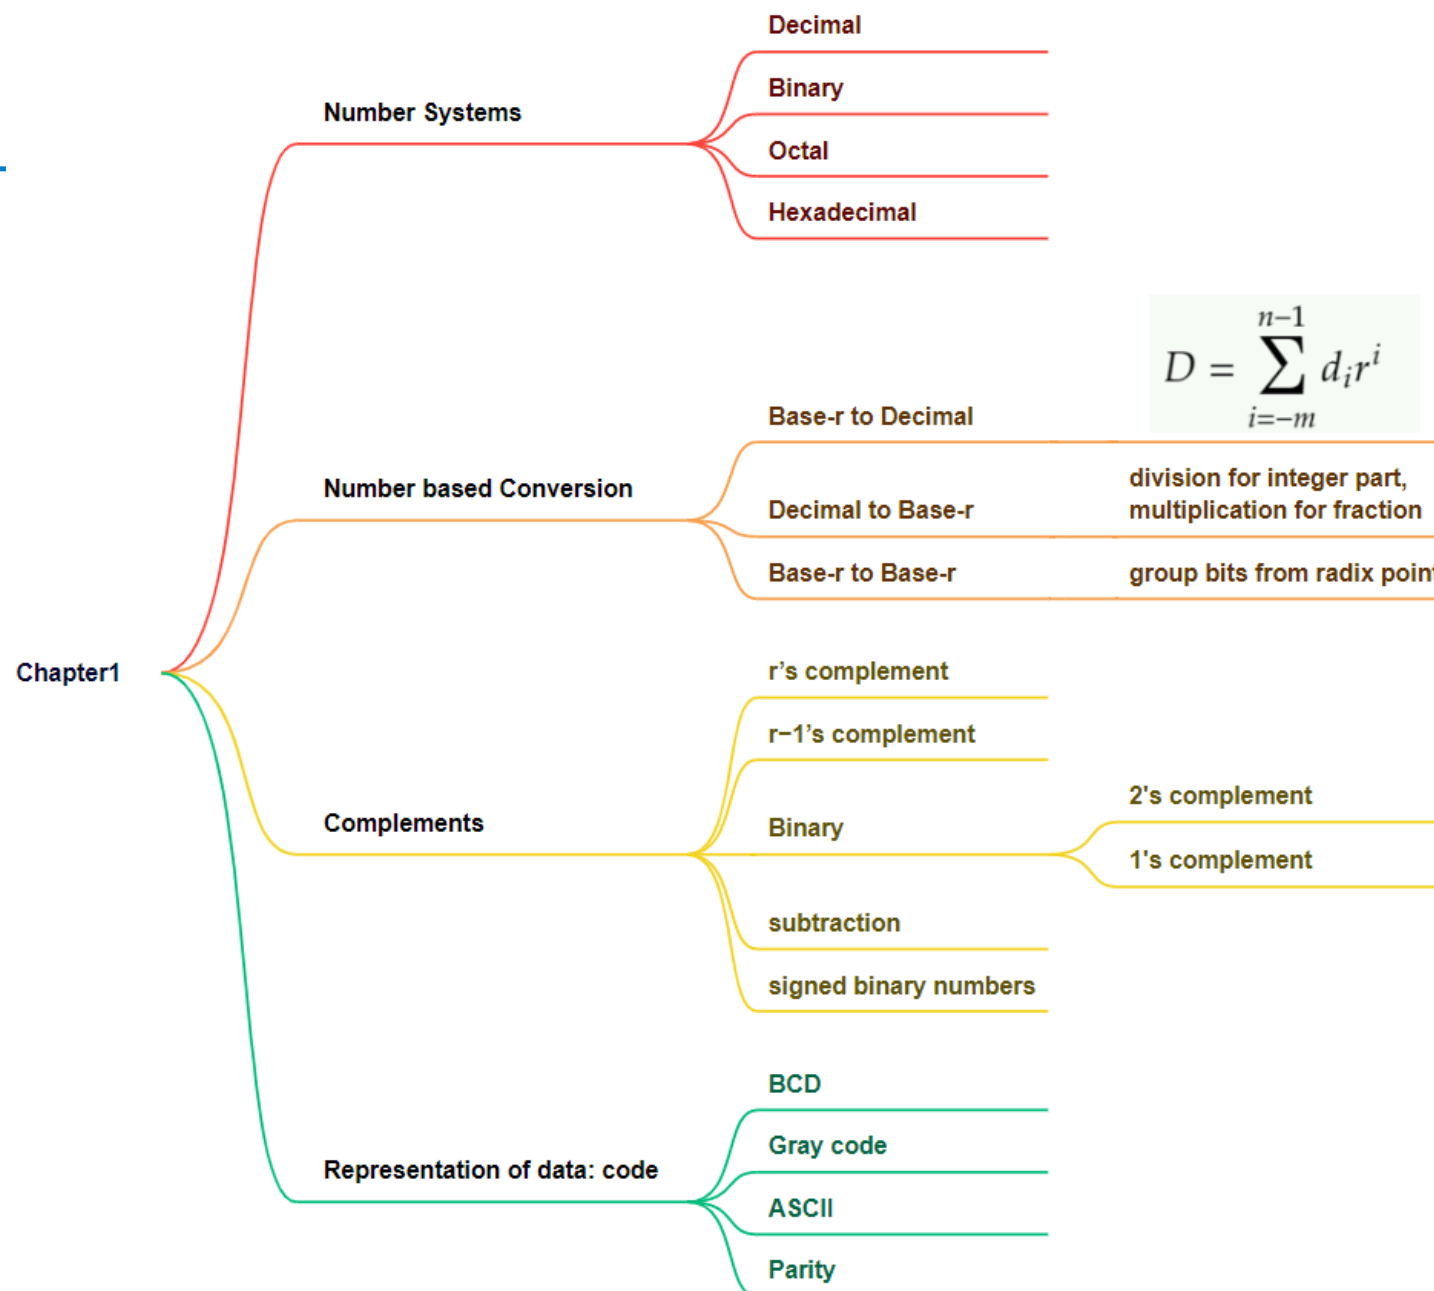 Decimal
Binary
Number Systems
Octal
Hexadecimal
D = \sum_{i=-m}^{n-1} d_i r^i
Base-r to Decimal
Number based Conversion
Decimal to Base-r
division for integer part,
multiplication for fraction
Base-r to Base-r
group bits from radix point
Chapter1
r’s complement
r−1’s complement
Complements
Binary
2's complement
1's complement
subtraction
signed binary numbers
BCD
Gray code
Representation of data: code
ASCII
Parity